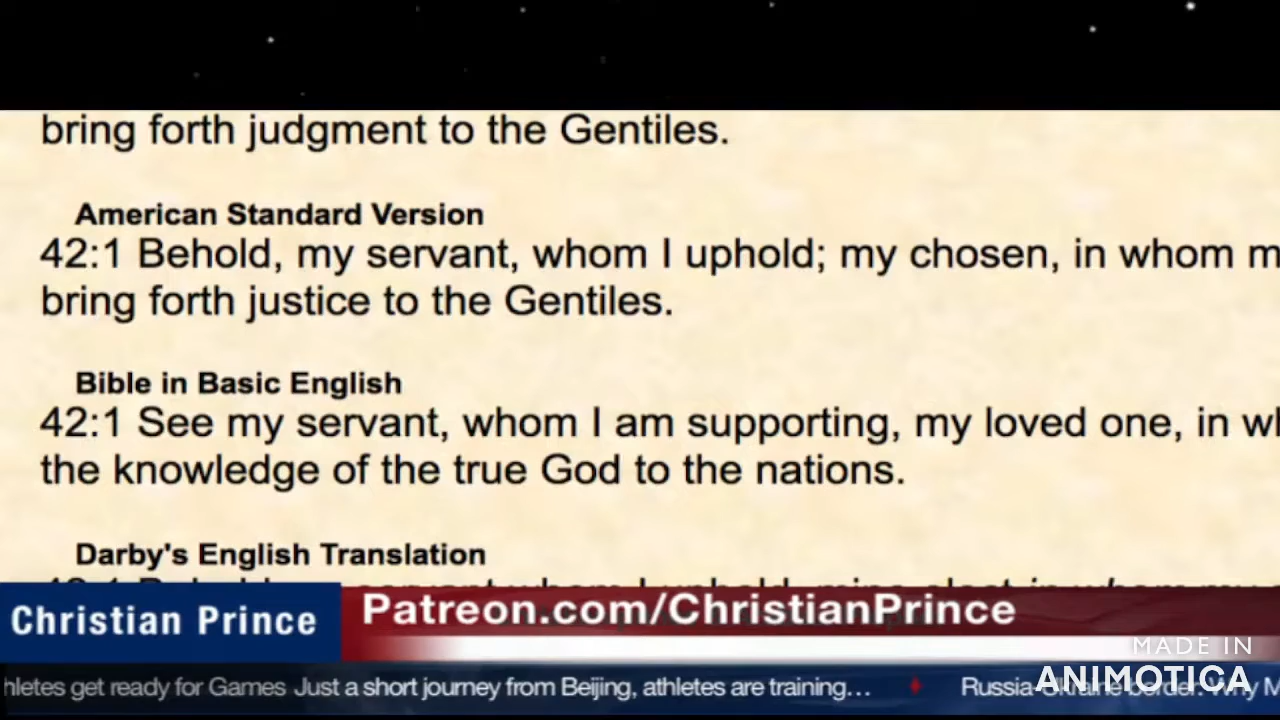 bring forth judgment to the Gentiles.
American Standard Version
42:1 Behold, my servant, whom I uphold; my chosen, in whom m
bring forth justice to the Gentiles.
Bible in Basic English
42:1 See my servant, whom I am supporting, my loved one, in wh
the knowledge of the true God to the nations.
Darby's English Translation
Christian Prince
Patreon.com/ChristianPrince
MADE IN
ANIMOTICA
hletes get ready for Games Just a short journey from Beijing, athletes are training... Russia-Ukraine border: Why M